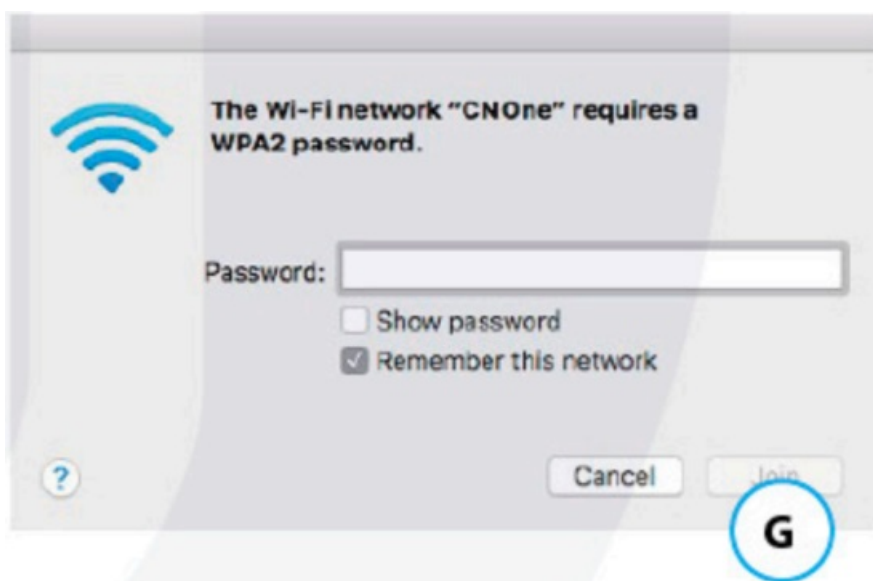 The Wi-Fi network “CNOne” requires a
WPA2 password.
Password:
Show password
Remember this network
?
Cancel
Join
G